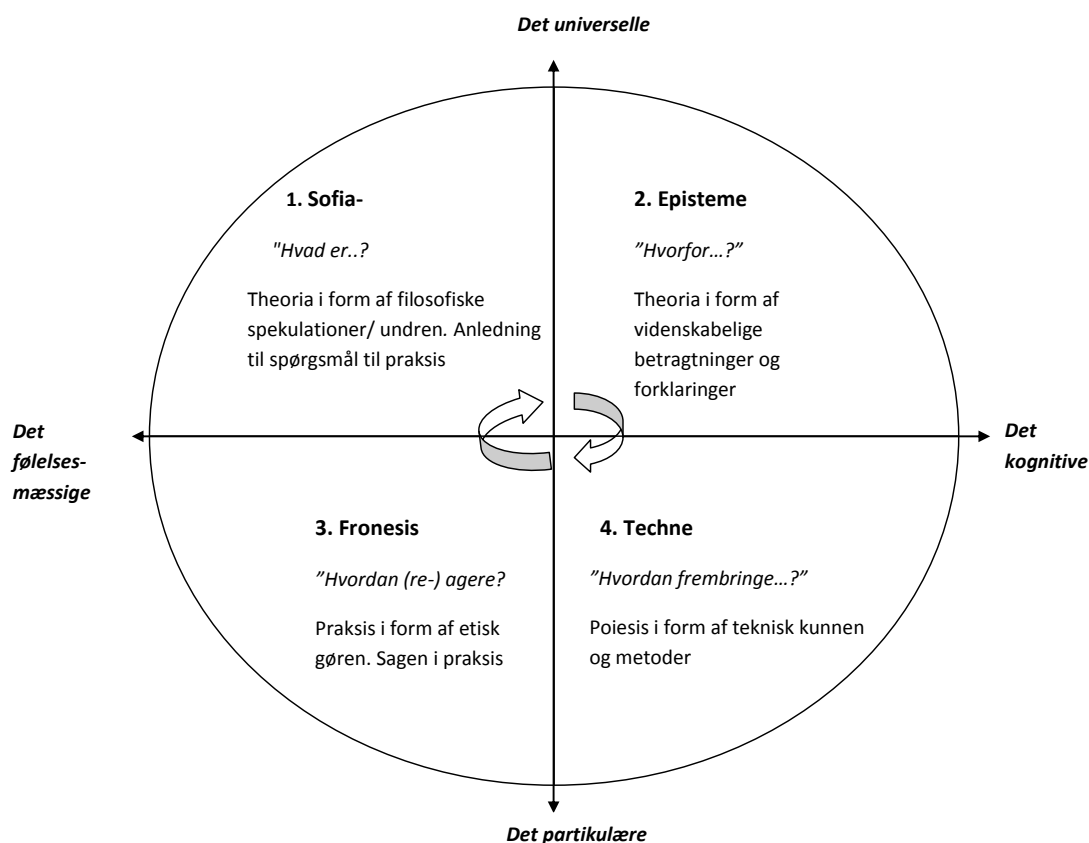 Det universelle
1. Sofia-
"Hvad er..?
Theoria i form af filosofiske
spekulationer/ undren. Anledning
til spørgsmål til praksis
2. Episteme
”Hvorfor…?”
Theoria i form af
videnskabelige
betragtninger og
forklaringer
Det
følelses-
mæssige
Det
kognitive
3. Fronesis
”Hvordan (re-) agere?
Praksis i form af etisk
gøren. Sagen i praksis
4. Techne
”Hvordan frembringe…?”
Poiesis i form af teknisk kunnen
og metoder
Det partikulære